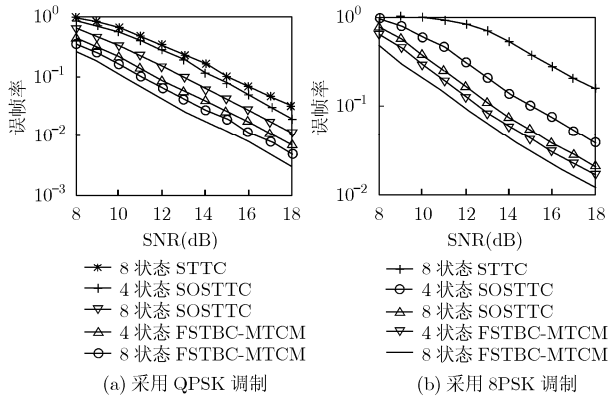 10⁰
10⁻¹
10⁻²
10⁻³
误帧率
8 10 12 14 16 18
SNR(dB)
8 状态 STTC
4 状态 SOSTTC
8 状态 SOSTTC
4 状态 FSTBC-MTCM
8 状态 FSTBC-MTCM
(a) 采用 QPSK 调制
10⁰
10⁻¹
10⁻²
误帧率
8 10 12 14 16 18
SNR(dB)
8 状态 STTC
4 状态 SOSTTC
8 状态 SOSTTC
4 状态 FSTBC-MTCM
8 状态 FSTBC-MTCM
(b) 采用 8PSK 调制